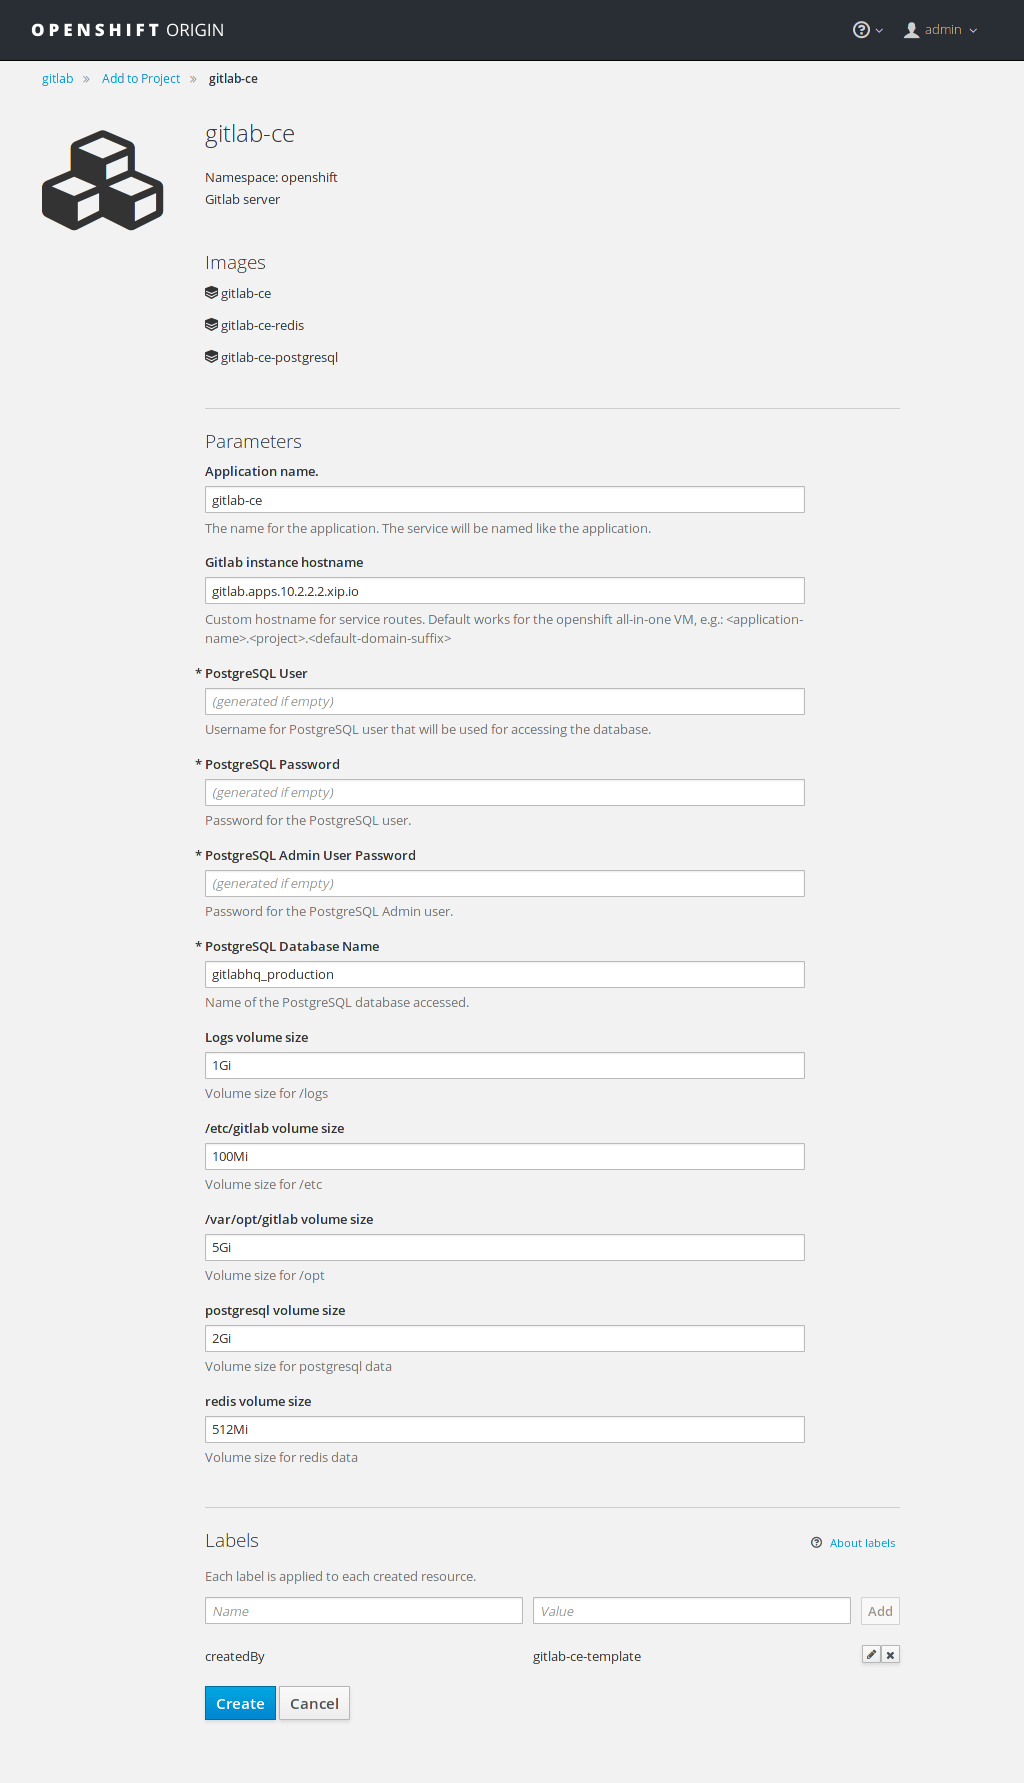 OPENSHIFT ORIGIN
admin
gitlab » Add to Project » gitlab-ce
gitlab-ce
Namespace: openshift
Gitlab server
Images
gitlab-ce
gitlab-ce-redis
gitlab-ce-postgresql
Parameters
Application name.
gitlab-ce
The name for the application. The service will be named like the application.
Gitlab instance hostname
gitlab.apps.10.2.2.2.xip.io
Custom hostname for service routes. Default works for the openshift all-in-one VM, e.g.: <application-
name>.<project>.<default-domain-suffix>
* PostgreSQL User
(generated if empty)
Username for PostgreSQL user that will be used for accessing the database.
* PostgreSQL Password
(generated if empty)
Password for the PostgreSQL user.
* PostgreSQL Admin User Password
(generated if empty)
Password for the PostgreSQL Admin user.
* PostgreSQL Database Name
gitlabhq_production
Name of the PostgreSQL database accessed.
Logs volume size
1Gi
Volume size for /logs
/etc/gitlab volume size
100Mi
Volume size for /etc
/var/opt/gitlab volume size
5Gi
Volume size for /opt
postgresql volume size
2Gi
Volume size for postgresql data
redis volume size
512Mi
Volume size for redis data
Labels
About labels
Each label is applied to each created resource.
Name Value Add
createdBy gitlab-ce-template
Create Cancel